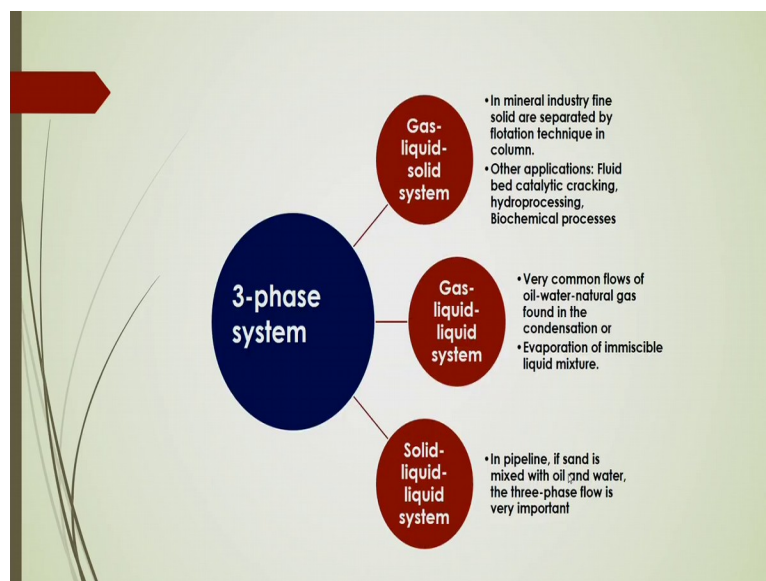 3-phase
system
Gas-
liquid-
solid
system
•In mineral industry fine
solid are separated by
flotation technique in
column.
•Other applications: Fluid
bed catalytic cracking,
hydroprocessing,
Biochemical processes
Gas-
liquid-
liquid
system
•Very common flows of
oil-water-natural gas
found in the
condensation or
•Evaporation of immiscible
liquid mixture.
Solid-
liquid-
liquid
system
•In pipeline, if sand is
mixed with oil and water,
the three-phase flow is
very important